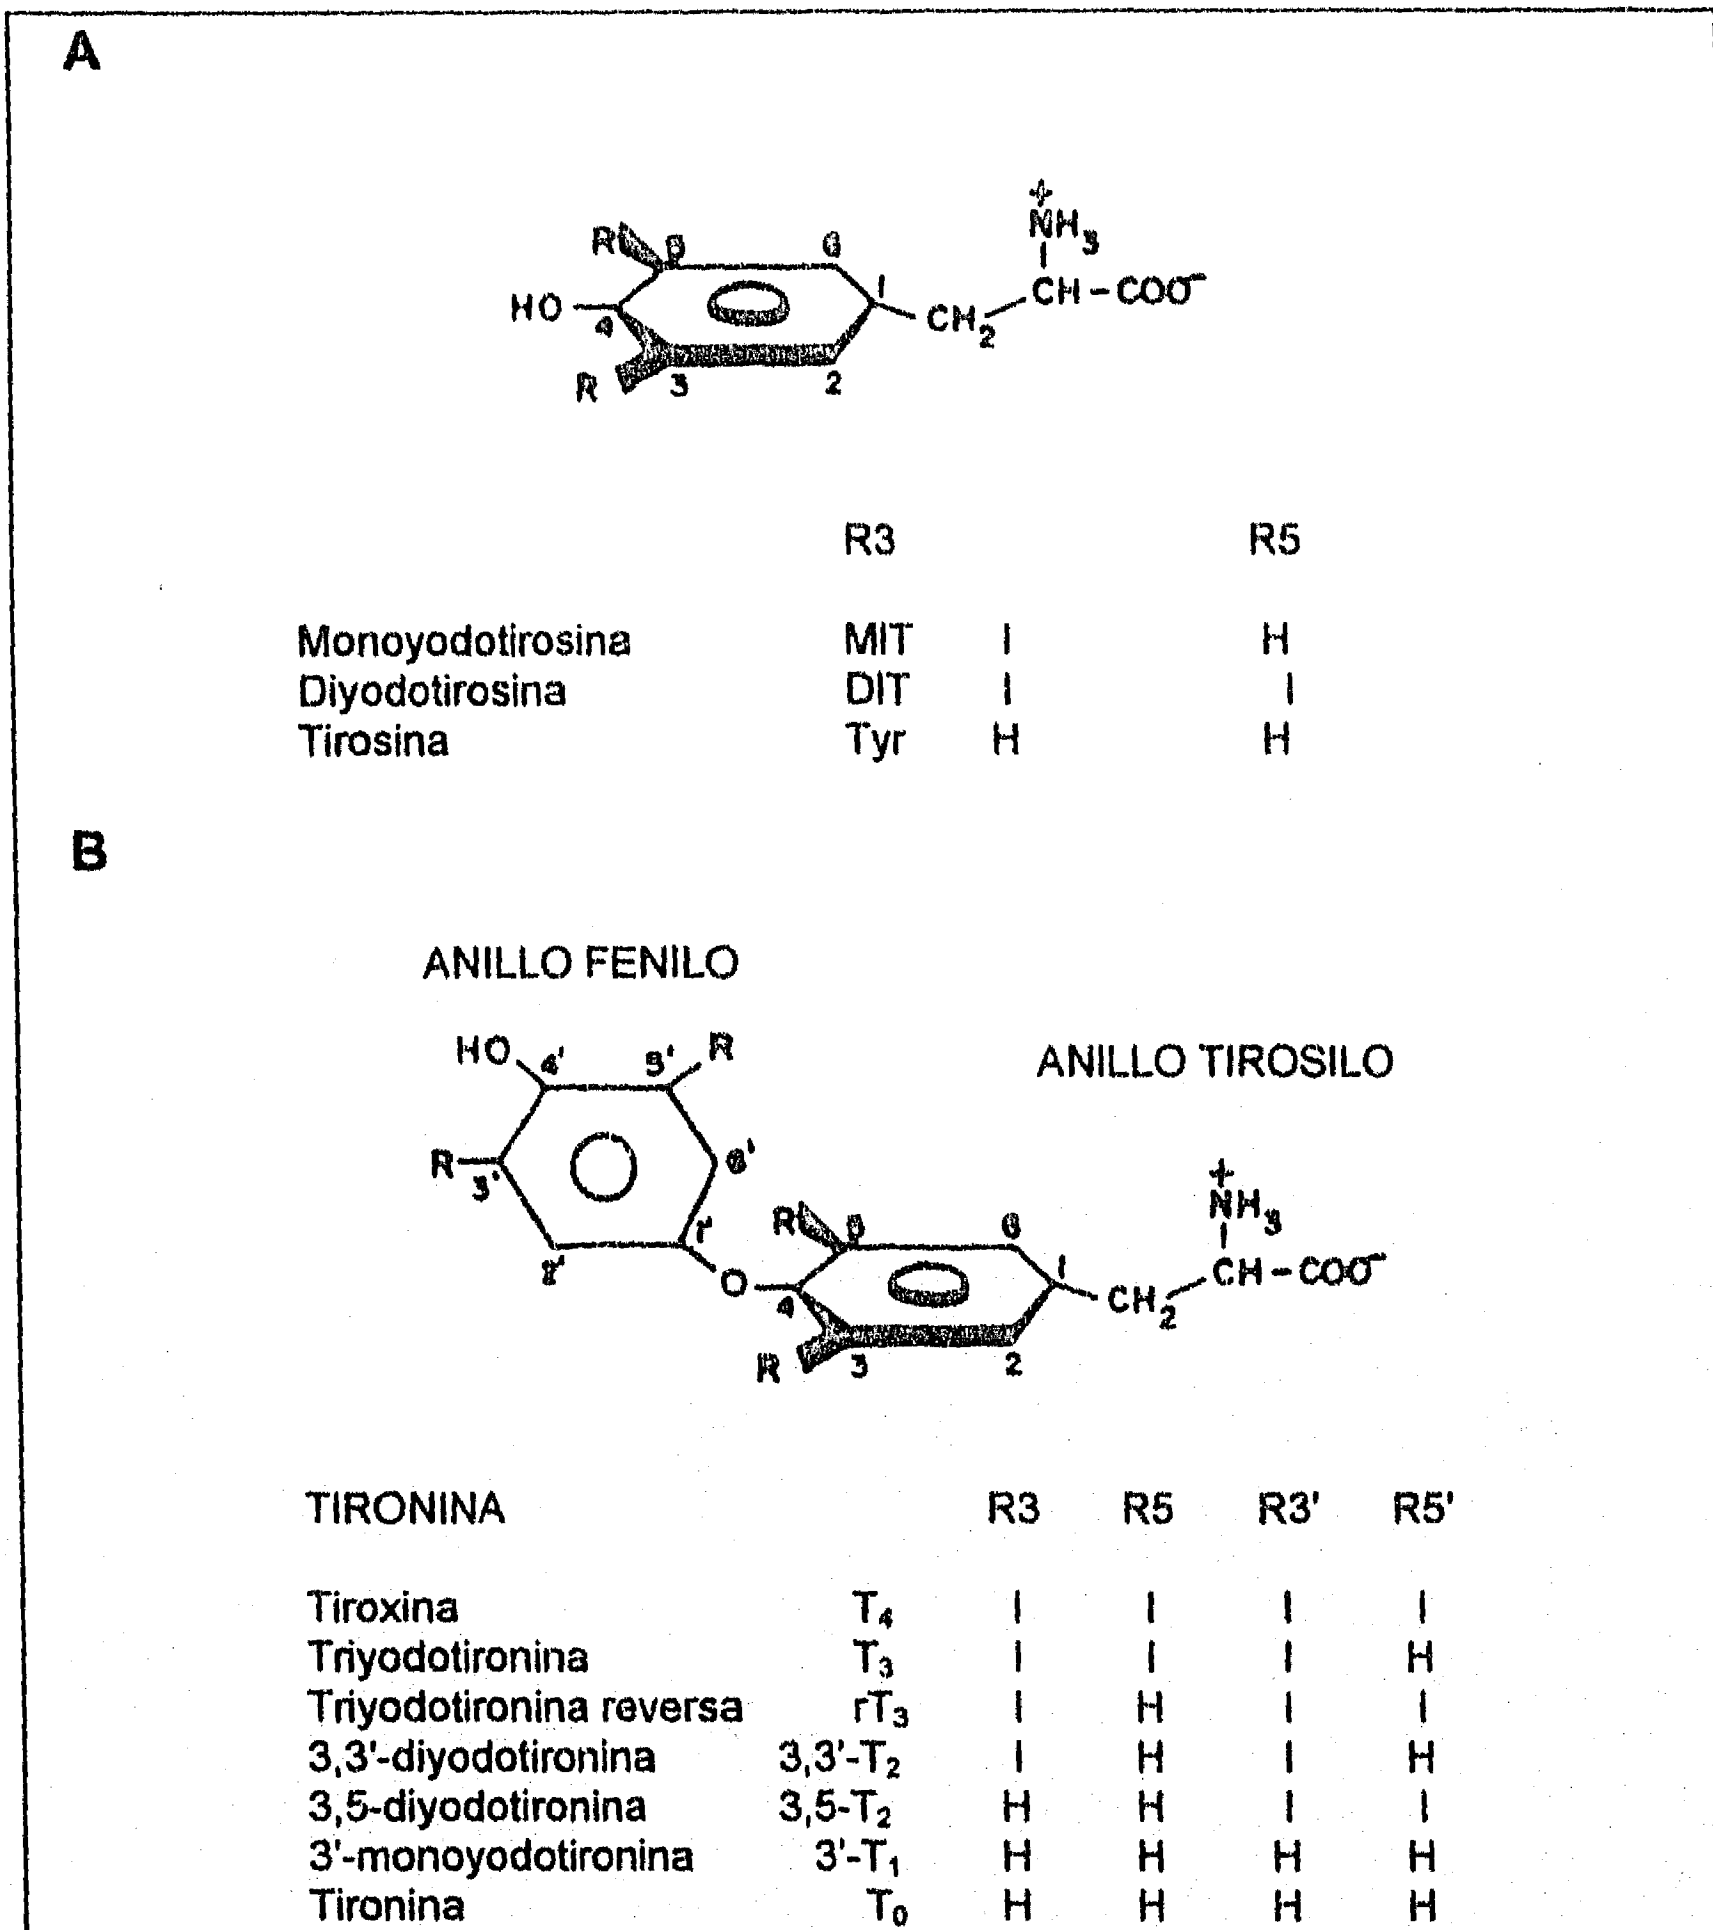 A
R 5 6 1 2 3 4 R HO CH2 CH-COO- NH3 +
R3 R5
Monoyodotirosina MIT I H
Diyodotirosina DIT I I
Tirosina Tyr H H
B
ANILLO FENILO
ANILLO TIROSILO
HO 4' 5' R R 3' 6' 2' 1' O 4 R 5 6 1 R 3 2 CH2 CH-COO- NH3 +
TIRONINA R3 R5 R3' R5'
Tiroxina T4 I I I I
Triyodotironina T3 I I I H
Triyodotironina reversa rT3 I H I I
3,3'-diyodotironina 3,3'-T2 I H I H
3,5-diyodotironina 3,5-T2 H H I I
3'-monoyodotironina 3'-T1 H H H H
Tironina T0 H H H H